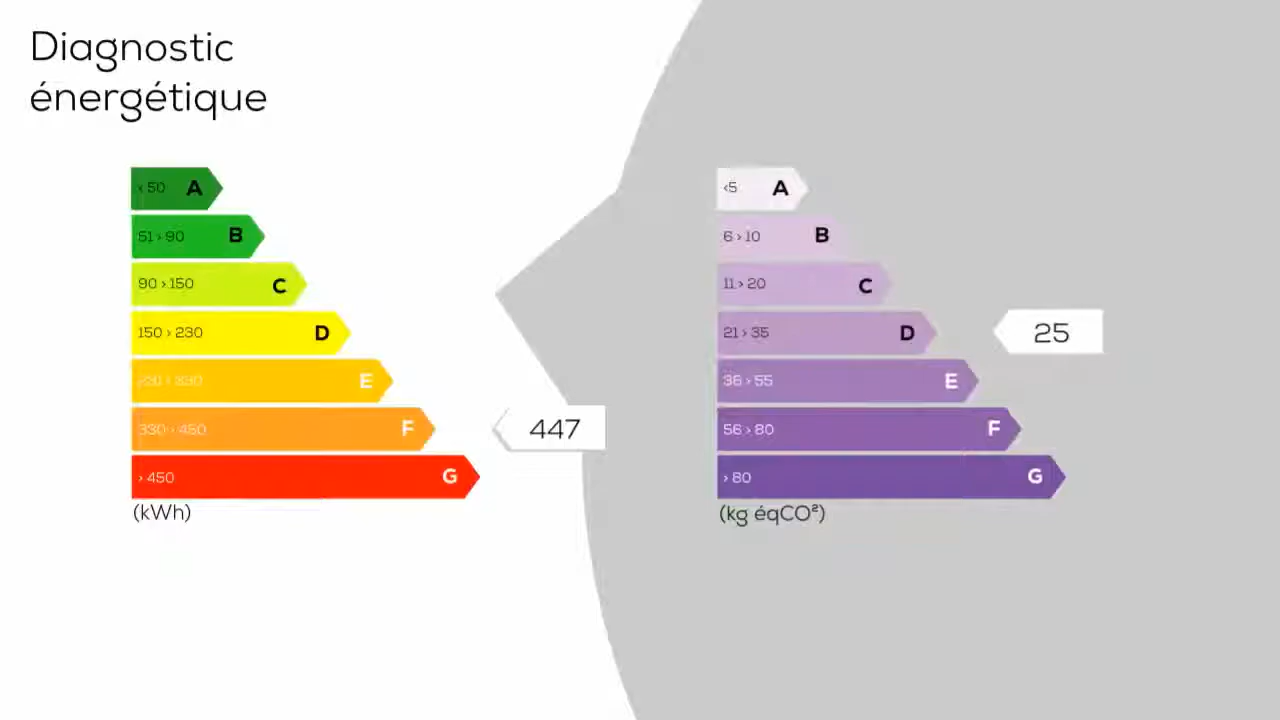 Diagnostic
énergétique
< 50 A
51 > 90 B
90 > 150 C
150 > 230 D
E
330 > 450 F
447
> 450 G
(kWh)
<5 A
6 > 10 B
11 > 20 C
21 > 35 D
25
36 > 55 E
56 > 80 F
> 80 G
(kg éqCO²)